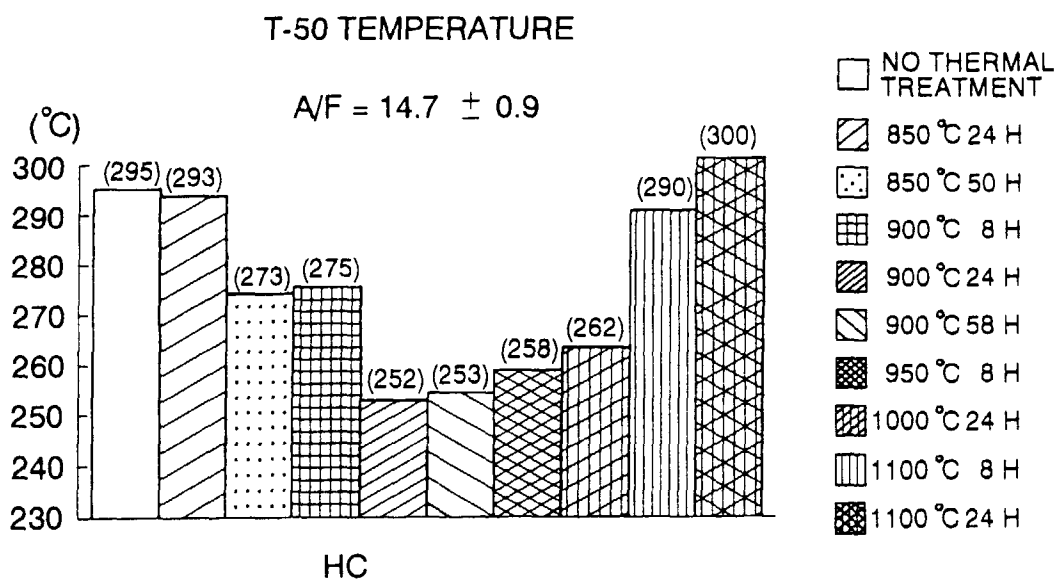 T-50 TEMPERATURE
A/F = 14.7 ± 0.9
(°C)
300
290
280
270
260
250
240
230
(295)
(293)
(273)
(275)
(252)
(253)
(258)
(262)
(290)
(300)
HC
NO THERMAL
TREATMENT
850 °C 24 H
850 °C 50 H
900 °C 8 H
900 °C 24 H
900 °C 58 H
950 °C 8 H
1000 °C 24 H
1100 °C 8 H
1100 °C 24 H